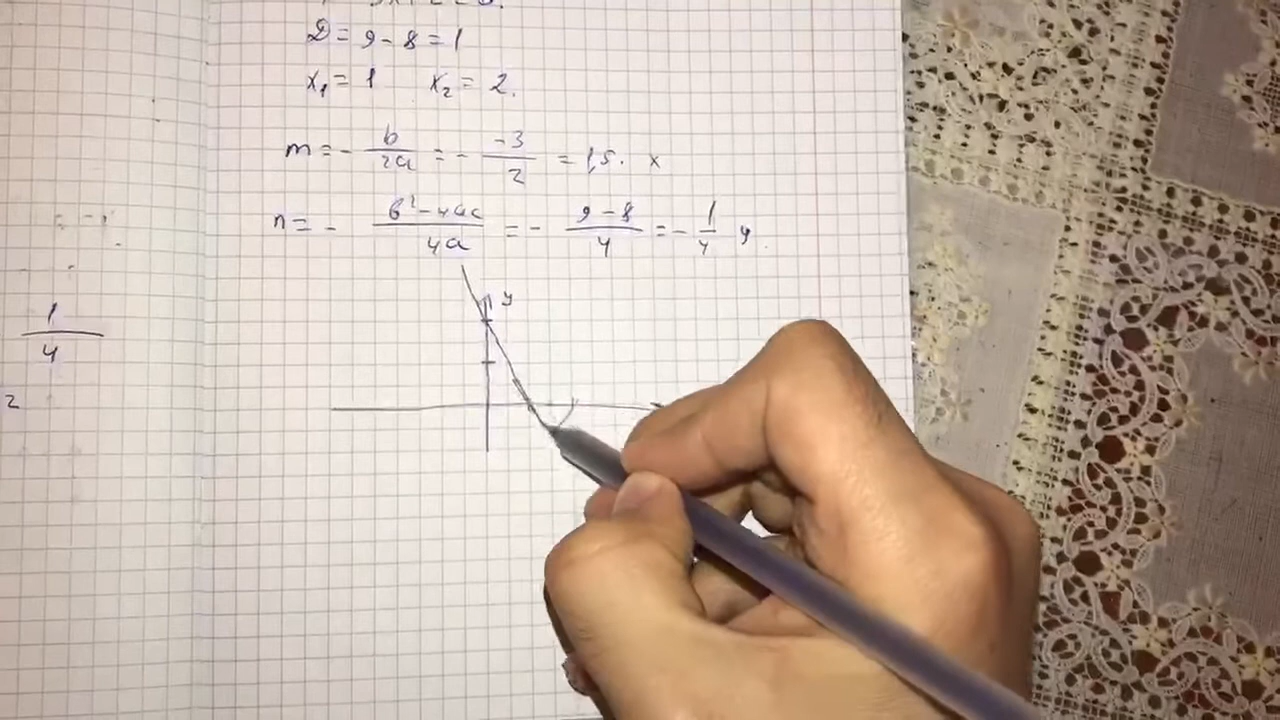 D = 9 - 8 = 1
x₁ = 1 x₂ = 2.
m = - b/2a = - -3/2 = 1,5. x
n = - b² - 4ac/4a = - 9 - 8/4 = - 1/4 y.
y
1/4
2